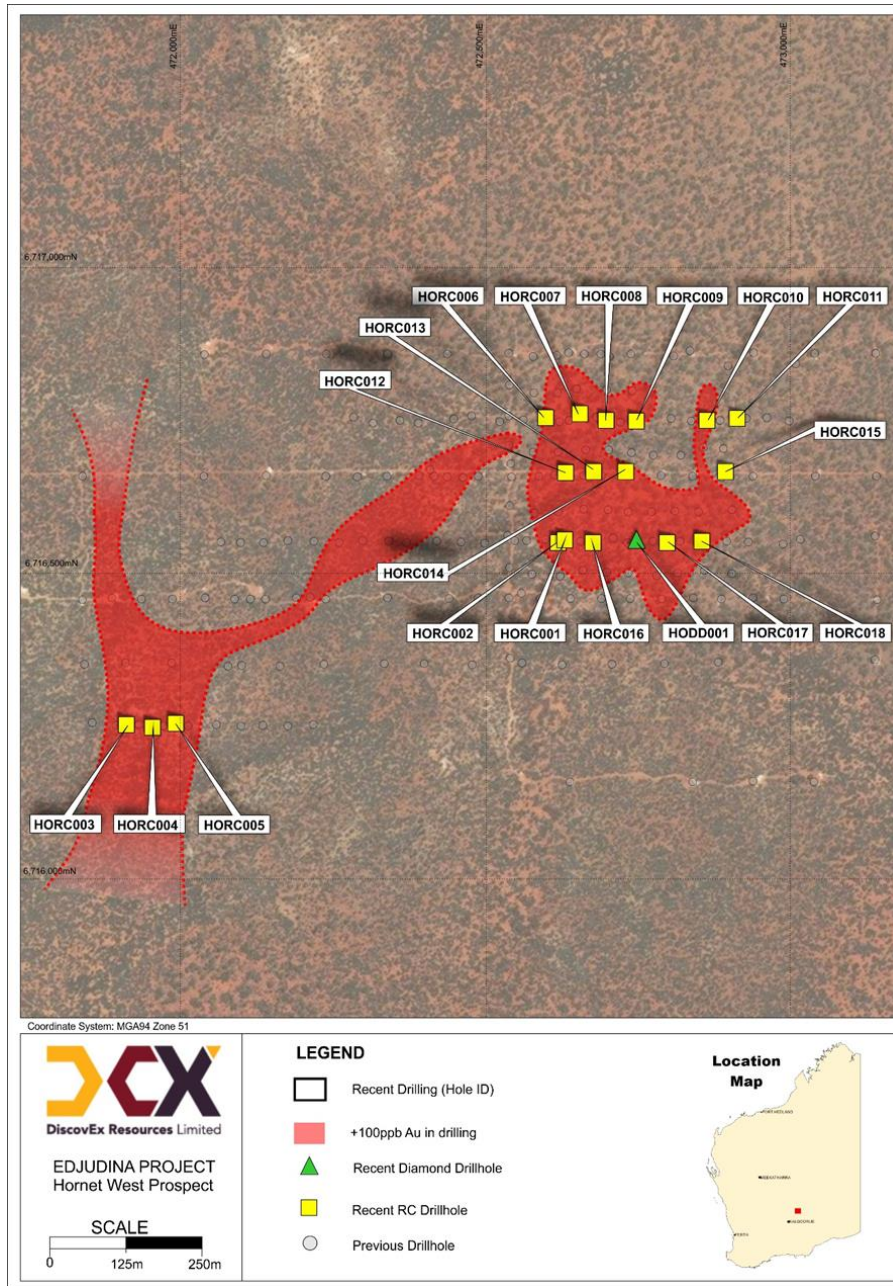 472,000mE
472,500mE
473,000mE
6,717,000mN
HORC006
HORC007
HORC008
HORC009
HORC010
HORC011
HORC013
HORC012
HORC015
6,716,500mN
HORC014
HORC002
HORC001
HORC016
HODD001
HORC017
HORC018
HORC003
HORC004
HORC005
6,716,000mN
Coordinate System: MGA94 Zone 51
DCX
DiscovEx Resources Limited
EDJUDINA PROJECT
Hornet West Prospect
SCALE
0 125m 250m
LEGEND
Recent Drilling (Hole ID)
+100ppb Au in drilling
Recent Diamond Drillhole
Recent RC Drillhole
Previous Drillhole
Location
Map